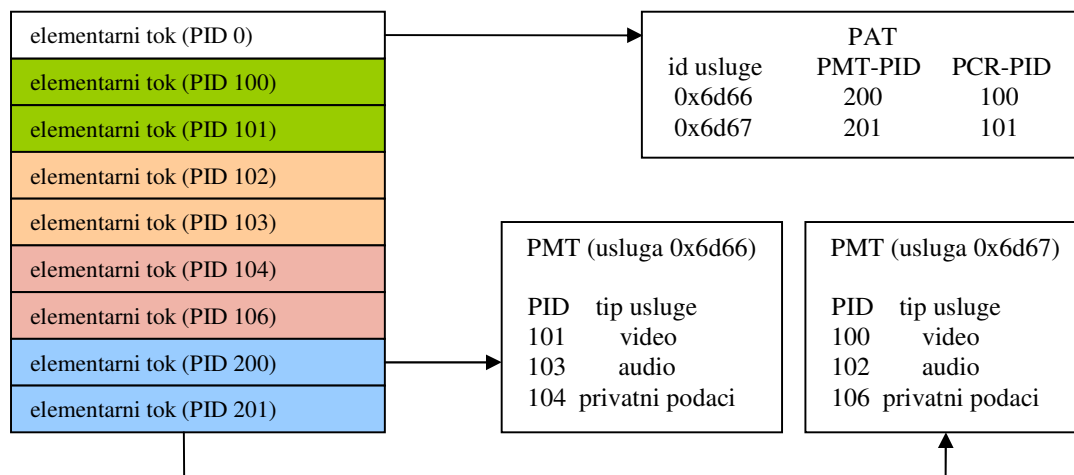 elementarni tok (PID 0)
elementarni tok (PID 100)
elementarni tok (PID 101)
elementarni tok (PID 102)
elementarni tok (PID 103)
elementarni tok (PID 104)
elementarni tok (PID 106)
elementarni tok (PID 200)
elementarni tok (PID 201)
PAT
id usluge PMT-PID PCR-PID
0x6d66 200 100
0x6d67 201 101
PMT (usluga 0x6d66)
PID tip usluge
101 video
103 audio
104 privatni podaci
PMT (usluga 0x6d67)
PID tip usluge
100 video
102 audio
106 privatni podaci